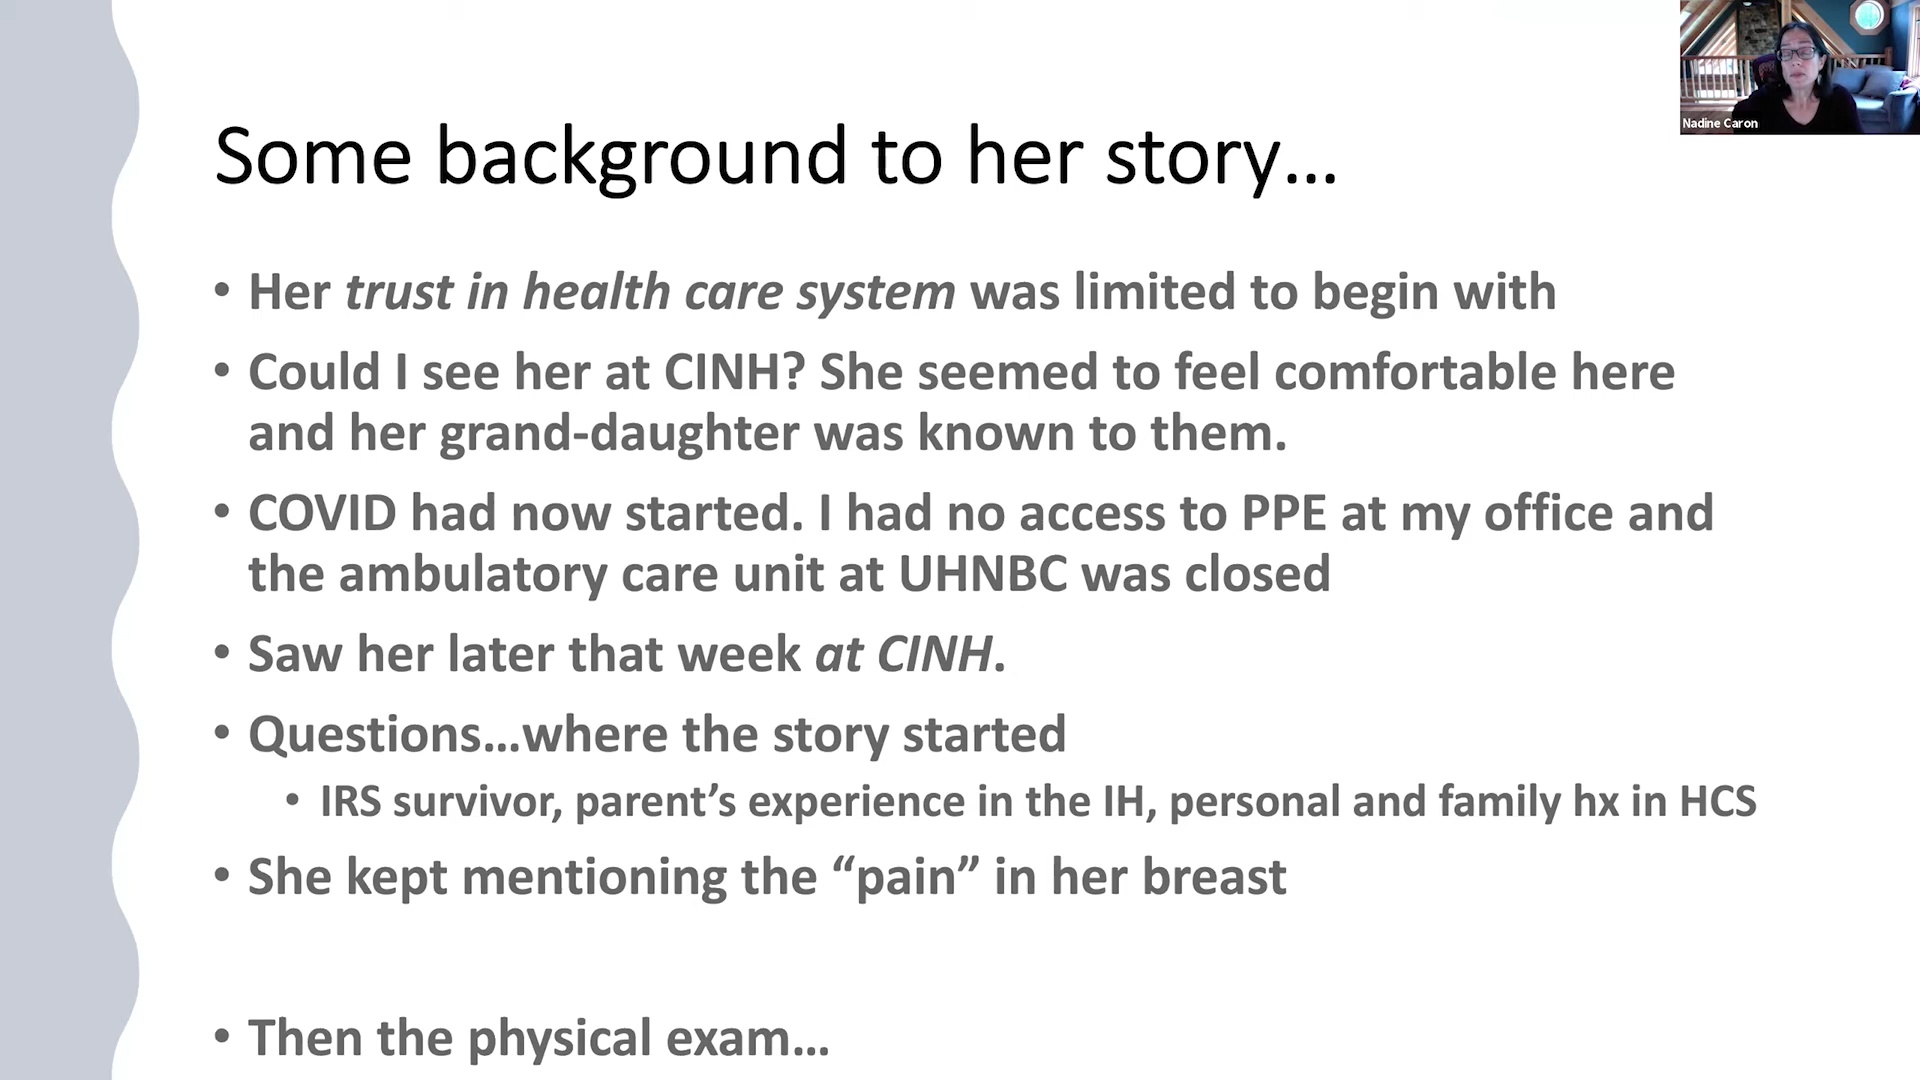 Nadine Caron
Some background to her story...
• Her trust in health care system was limited to begin with
• Could I see her at CINH? She seemed to feel comfortable here
and her grand-daughter was known to them.
• COVID had now started. I had no access to PPE at my office and
the ambulatory care unit at UHNBC was closed
• Saw her later that week at CINH.
• Questions...where the story started
• IRS survivor, parent’s experience in the IH, personal and family hx in HCS
• She kept mentioning the “pain” in her breast
• Then the physical exam...